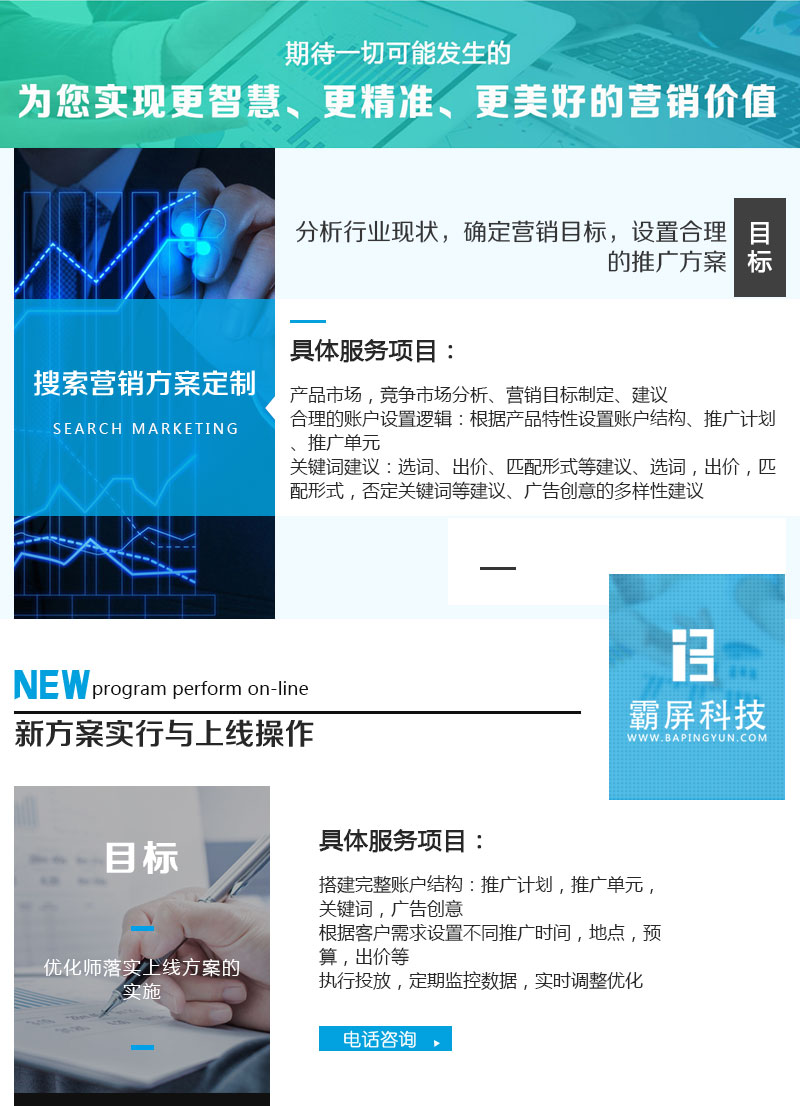 期待一切可能发生的
为您实现更智慧、更精准、更美好的营销价值
分析行业现状，确定营销目标，设置合理
的推广方案
目
标
搜索营销方案定制
SEARCH MARKETING
具体服务项目：
产品市场，竞争市场分析、营销目标制定、建议
合理的账户设置逻辑：根据产品特性设置账户结构、推广计划
、推广单元
关键词建议：选词、出价、匹配形式等建议、选词，出价，匹
配形式，否定关键词等建议、广告创意的多样性建议
霸屏科技
WWW.BAPINGYUN.COM
NEW program perform on-line
新方案实行与上线操作
目标
优化师落实上线方案的
实施
具体服务项目：
搭建完整账户结构：推广计划，推广单元，
关键词，广告创意
根据客户需求设置不同推广时间，地点，预
算，出价等
执行投放，定期监控数据，实时调整优化
电话咨询